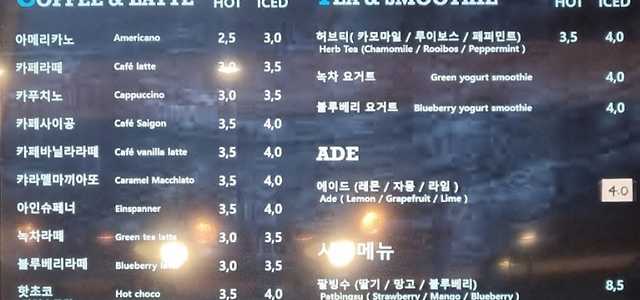 COFFEE & LATTE HOT ICED
아메리카노 Americano 2,5 3,0
카페라떼 Café latte 3,0 3,5
카푸치노 Cappuccino 3,0 3,5
카페사이공 Café Saigon 3,5 4,0
카페바닐라라떼 Café vanilla latte 3,5 4,0
캬라멜마끼아또 Caramel Macchiato 3,5 4,0
아인슈페너 Einspanner 3,5 4,0
녹차라떼 Green tea latte 3,0 3,5
블루베리라떼 Blueberry latte 3,0 3,5
핫초코 Hot choco 3,5 4,0
TEA & SMOOTHIE HOT ICED
허브티( 카모마일 / 루이보스 / 페피민트) 3,5 4,0
Herb Tea (Chamomile / Rooibos / Peppermint )
녹차 요거트 Green yogurt smoothie 4,0
블루베리 요거트 Blueberry yogurt smoothie 4,0
ADE
에이드 (레몬 / 자몽 / 라임 ) 4.0
Ade ( Lemon / Grapefruit / Lime )
메뉴
팥빙수 (딸기 / 망고 / 블루베리) 8,5
Patbingsu ( Strawberry / Mango / Blueberry )